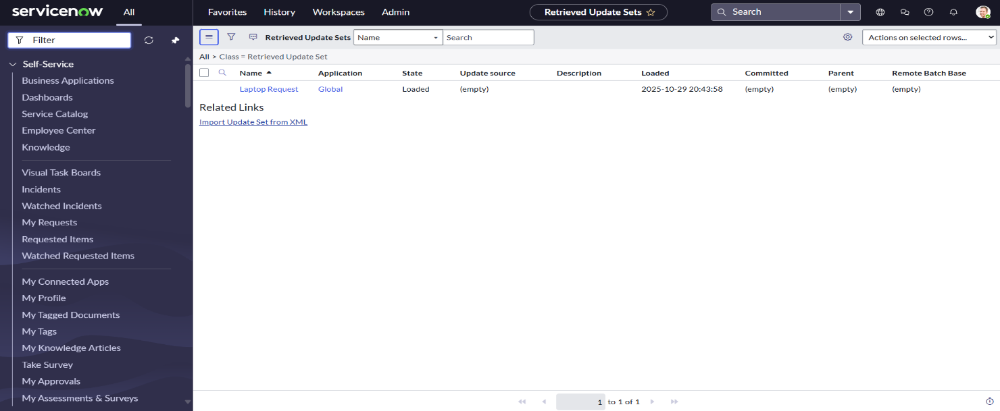 servicenow All Favorites History Workspaces Admin Retrieved Update Sets Search
Filter
Self-Service
Business Applications
Dashboards
Service Catalog
Employee Center
Knowledge
Visual Task Boards
Incidents
Watched Incidents
My Requests
Requested Items
Watched Requested Items
My Connected Apps
My Profile
My Tagged Documents
My Tags
My Knowledge Articles
Take Survey
My Approvals
My Assessments & Surveys
Retrieved Update Sets Name Search Actions on selected rows...
All > Class = Retrieved Update Set
Name Application State Update source Description Loaded Committed Parent Remote Batch Base
Laptop Request Global Loaded (empty) 2025-10-29 20:43:58 (empty) (empty) (empty)
Related Links
Import Update Set from XML
1 to 1 of 1